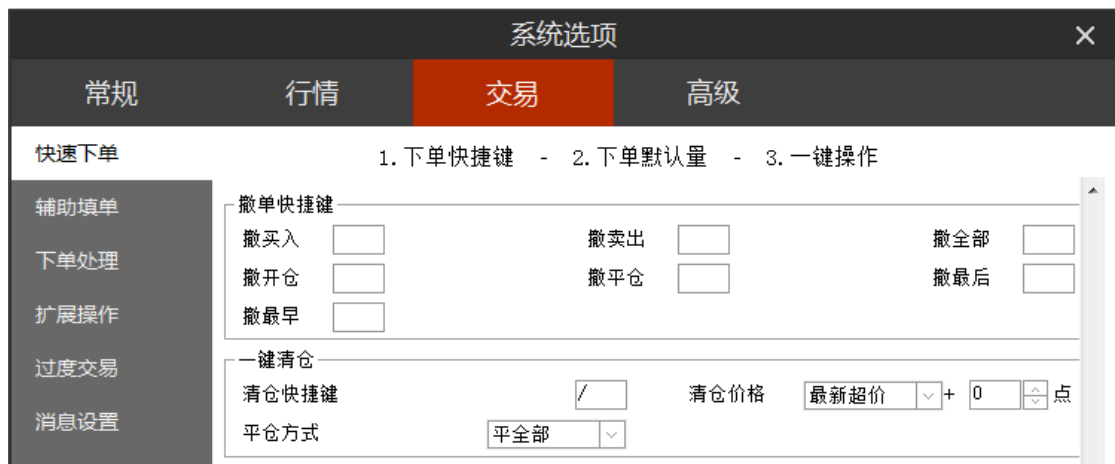 系统选项
常规 行情 交易 高级
快速下单
1.下单快捷键 - 2.下单默认量 - 3.一键操作
辅助填单
下单处理
扩展操作
过度交易
消息设置
撤单快捷键
撤买入 撤卖出 撤全部
撤开仓 撤平仓 撤最后
撤最早
一键清仓
清仓快捷键 / 清仓价格 最新超价 + 0 点
平仓方式 平全部